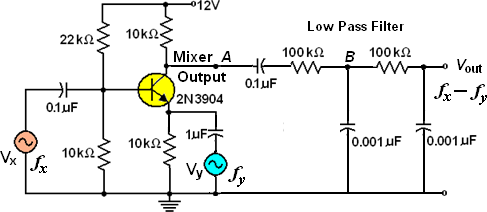 12V
22kΩ
10kΩ
Low Pass Filter
Mixer A
Output
100kΩ
B
100kΩ
Vout
fx – fy
0.1µF
2N3904
0.1µF
Vx
fx
10kΩ
10kΩ
1µF
Vy
fy
0.001µF
0.001µF